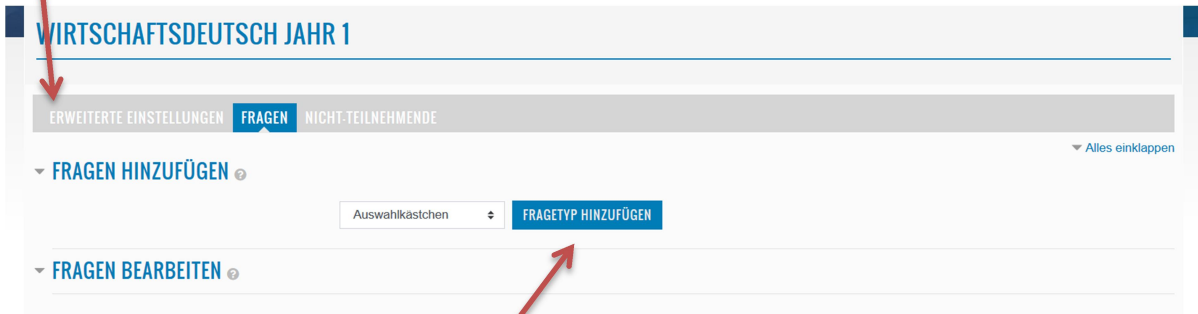 WIRTSCHAFTSDEUTSCH JAHR 1
ERWEITERTE EINSTELLUNGEN FRAGEN NICHT-TEILNEHMENDE
Alles einklappen
FRAGEN HINZUFÜGEN
Auswahlkästchen FRAGETYP HINZUFÜGEN
FRAGEN BEARBEITEN